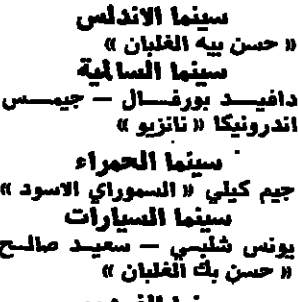 سينما الاندلس
« حسن بيه الغلبان »
سينما السالمية
دافيد بورفال — جيمس
اندرونيكا « نانزيو »
سينما الحمراء
جيم كيلي « السموراي الاسود »
سينما السيارات
يونس شلبي — سعيد صالح
« حسن بك الغلبان »